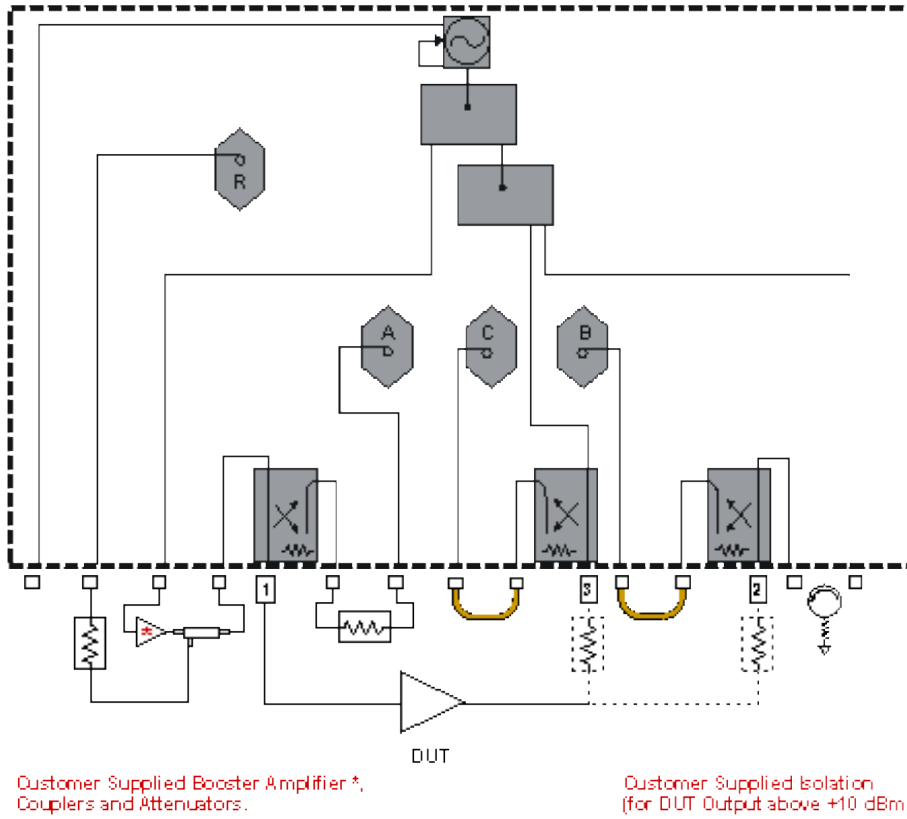 R
A
C
B
1
3
2
*
DUT
Customer Supplied Booster Amplifier *,
Couplers and Attenuators.
Customer Supplied Isolation
(for DUT Output above +10 dBm